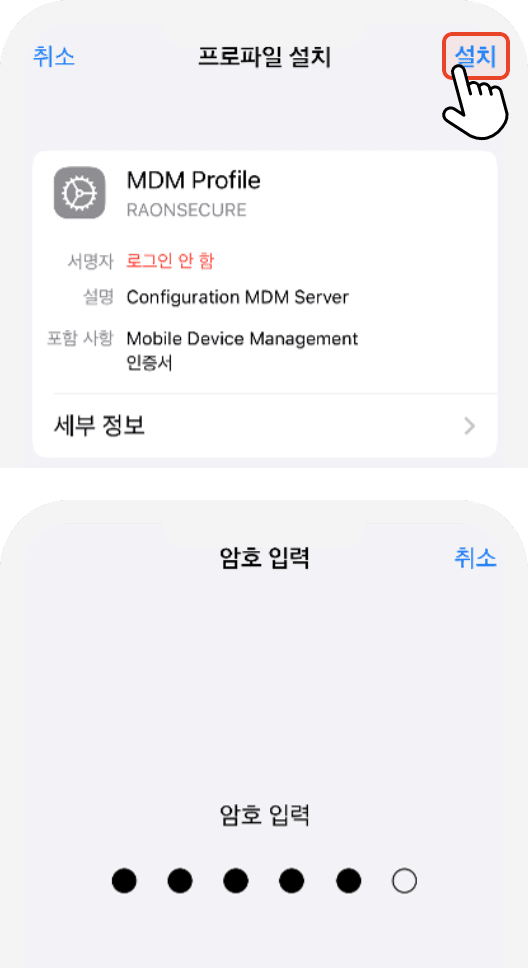 취소 프로파일 설치 설치
MDM Profile
RAONSECURE
서명자 로그인 안 함
설명 Configuration MDM Server
포함 사항 Mobile Device Management
인증서
세부 정보
암호 입력 취소
암호 입력